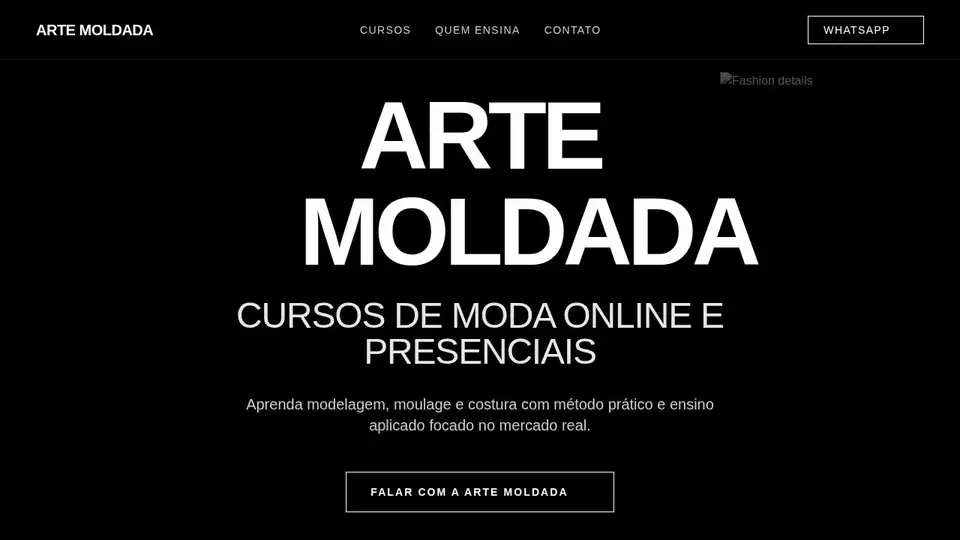 ARTE MOLDADA
CURSOS QUEM ENSINA CONTATO
WHATSAPP
Fashion details
ARTE
MOLDADA
CURSOS DE MODA ONLINE E
PRESENCIAIS
Aprenda modelagem, moulage e costura com método prático e ensino
aplicado focado no mercado real.
FALAR COM A ARTE MOLDADA